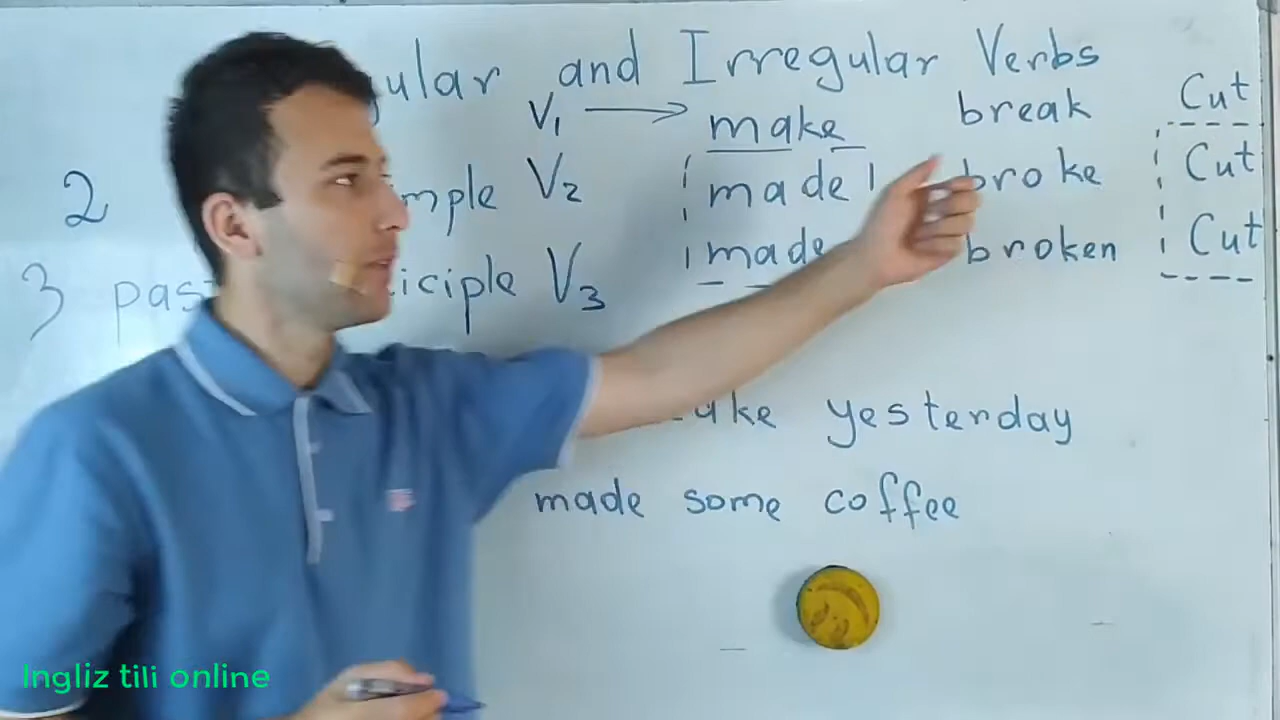 ular and Irregular Verbs
V₁ → make break Cut
2 mple V₂ made broke Cut
3 past iciple V₃ made broken Cut
ake yesterday
made some coffee
Ingliz tili online